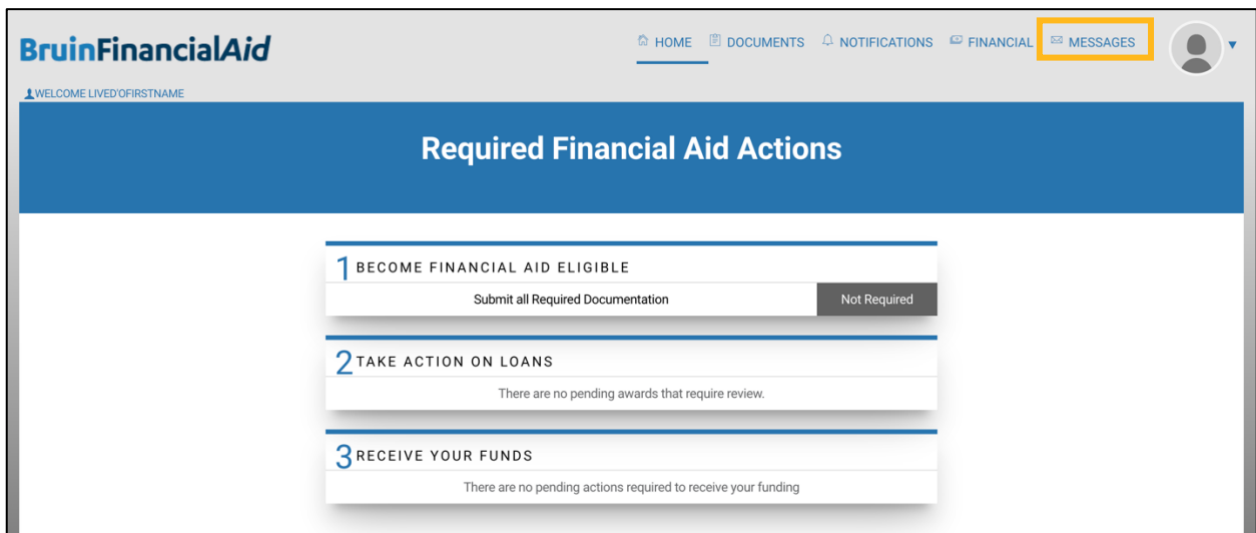 BruinFinancialAid
HOME DOCUMENTS NOTIFICATIONS FINANCIAL MESSAGES
WELCOME LIVED'OFIRSTNAME
Required Financial Aid Actions
1 BECOME FINANCIAL AID ELIGIBLE
Submit all Required Documentation Not Required
2 TAKE ACTION ON LOANS
There are no pending awards that require review.
3 RECEIVE YOUR FUNDS
There are no pending actions required to receive your funding